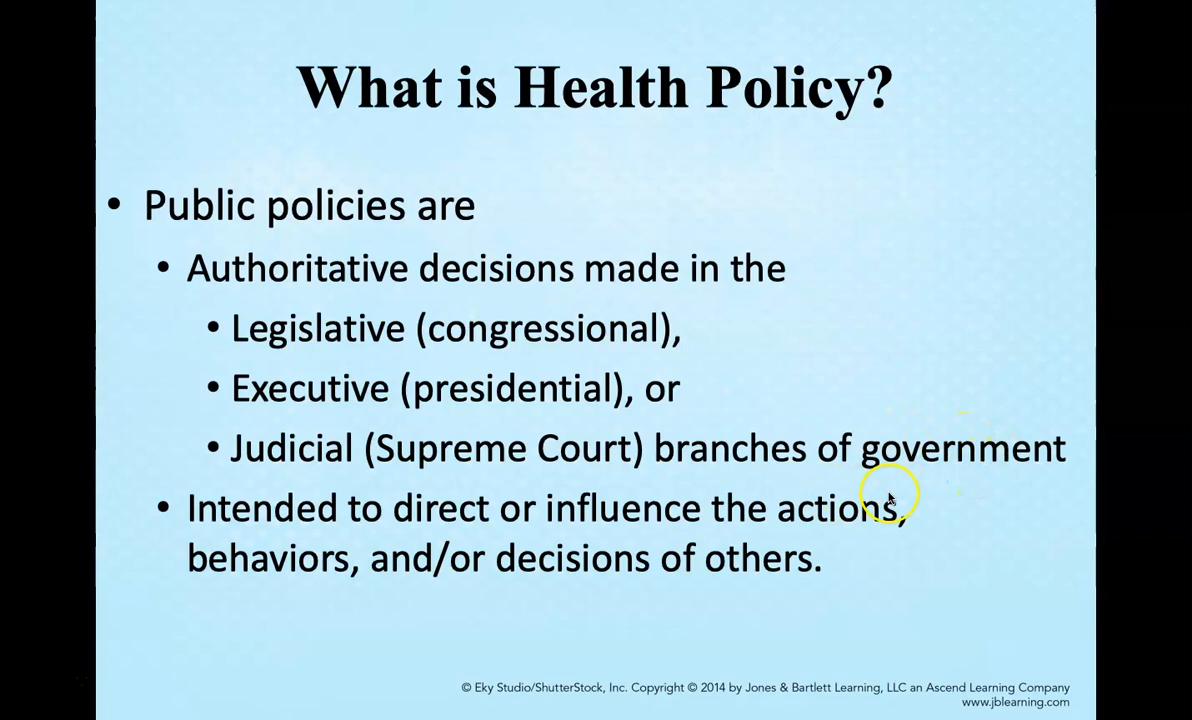 What is Health Policy?
• Public policies are
• Authoritative decisions made in the
• Legislative (congressional),
• Executive (presidential), or
• Judicial (Supreme Court) branches of government
• Intended to direct or influence the actions,
behaviors, and/or decisions of others.
© Eky Studio/ShutterStock, Inc. Copyright © 2014 by Jones & Bartlett Learning, LLC an Ascend Learning Company
www.jblearning.com